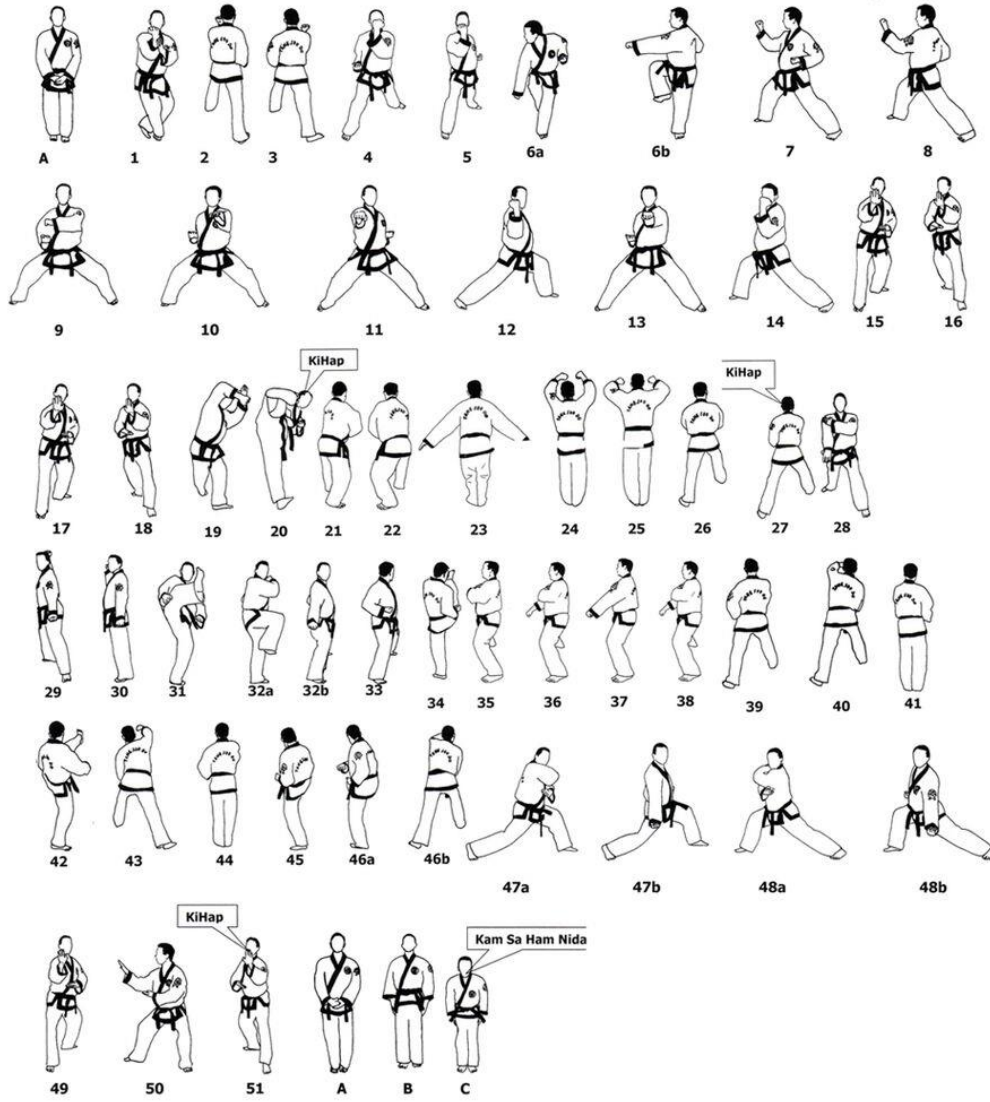 A 1 2 3 4 5 6a 6b 7 8
9 10 11 12 13 14 15 16
KiHap
KiHap
17 18 19 20 21 22 23 24 25 26 27 28
29 30 31 32a 32b 33 34 35 36 37 38 39 40 41
42 43 44 45 46a 46b 47a 47b 48a 48b
KiHap
Kam Sa Ham Nida
49 50 51 A B C